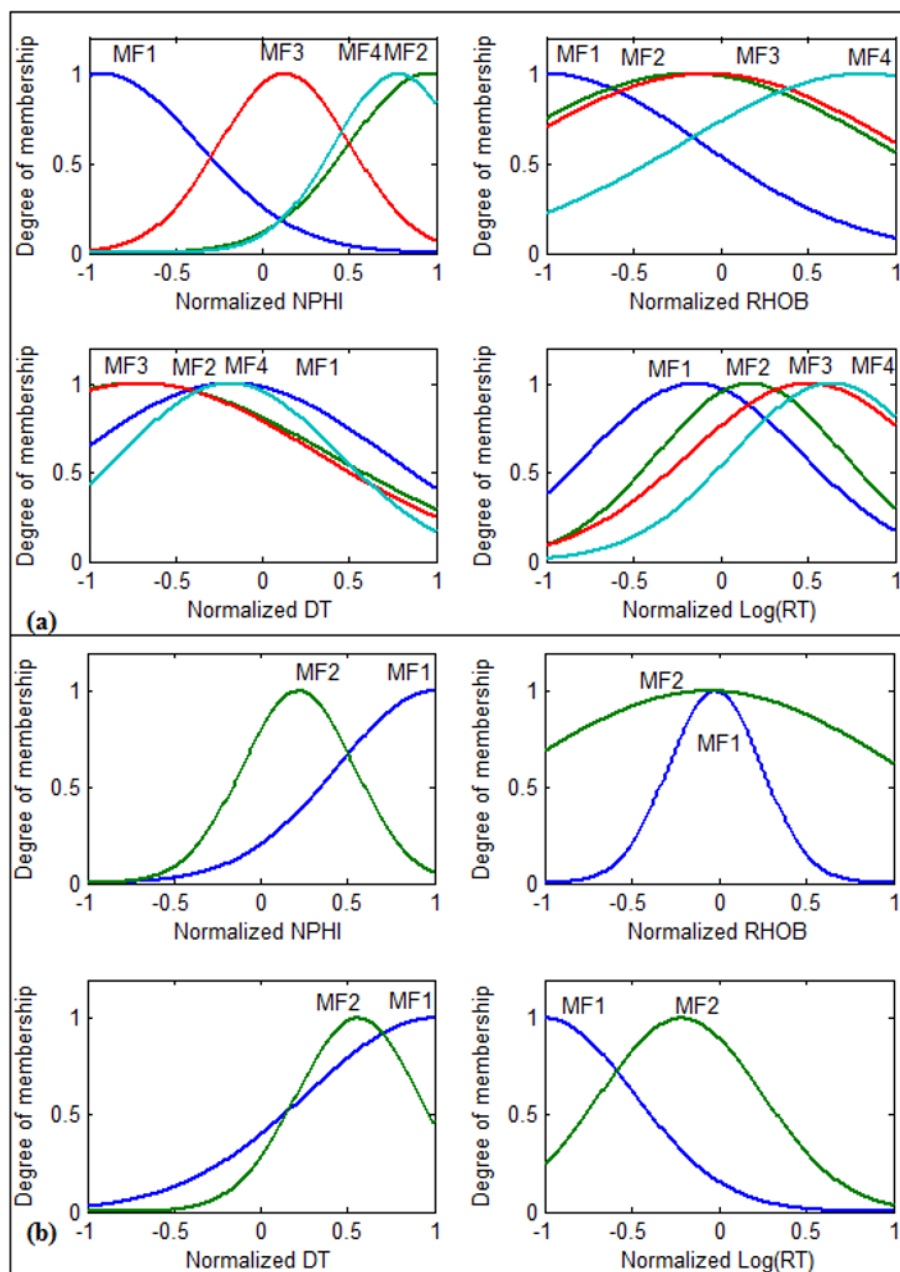 MF1 MF3 MF4 MF2
Degree of membership
1
0.5
0
-1 -0.5 0 0.5 1
Normalized NPHI
MF1 MF2 MF3 MF4
Degree of membership
1
0.5
0
-1 -0.5 0 0.5 1
Normalized RHOB
MF3 MF2 MF4 MF1
Degree of membership
1
0.5
0
-1 -0.5 0 0.5 1
Normalized DT
MF1 MF2 MF3 MF4
Degree of membership
1
0.5
0
-1 -0.5 0 0.5 1
Normalized Log(RT)
(a)
MF2 MF1
Degree of membership
1
0.5
0
-1 -0.5 0 0.5 1
Normalized NPHI
MF2
MF1
Degree of membership
1
0.5
0
-1 -0.5 0 0.5 1
Normalized RHOB
MF2 MF1
Degree of membership
1
0.5
0
-1 -0.5 0 0.5 1
Normalized DT
MF1 MF2
Degree of membership
1
0.5
0
-1 -0.5 0 0.5 1
Normalized Log(RT)
(b)